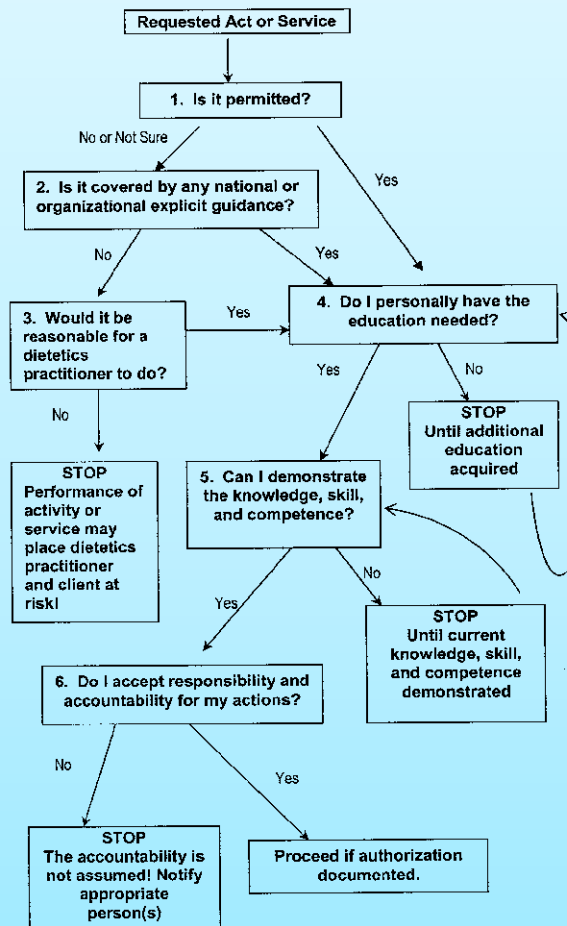 Requested Act or Service
1. Is it permitted?
No or Not Sure
Yes
2. Is it covered by any national or
organizational explicit guidance?
No
Yes
3. Would it be
reasonable for a
dietetics
practitioner to do?
Yes
4. Do I personally have the
education needed?
No
Yes
No
STOP
Performance of
activity or
service may
place dietetics
practitioner
and client at
risk!
STOP
Until additional
education
acquired
5. Can I demonstrate
the knowledge, skill,
and competence?
Yes
No
STOP
Until current
knowledge, skill,
and competence
demonstrated
6. Do I accept responsibility and
accountability for my actions?
No
Yes
STOP
The accountability is
not assumed! Notify
appropriate
person(s)
Proceed if authorization
documented.